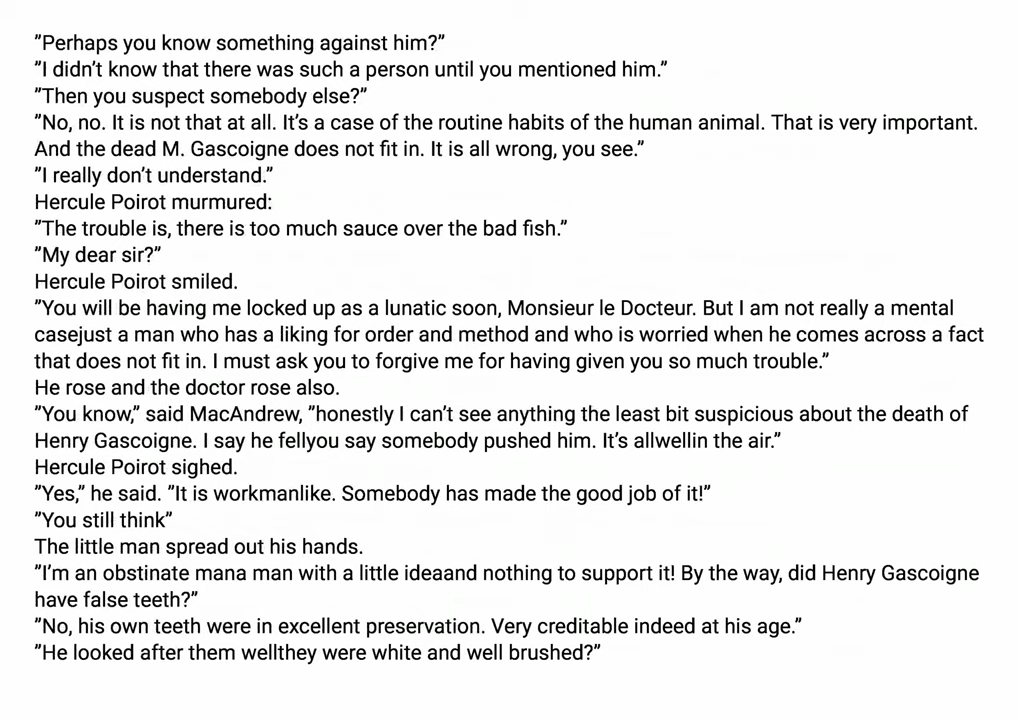 ”Perhaps you know something against him?”
”I didn’t know that there was such a person until you mentioned him.”
”Then you suspect somebody else?”
”No, no. It is not that at all. It’s a case of the routine habits of the human animal. That is very important.
And the dead M. Gascoigne does not fit in. It is all wrong, you see.”
”I really don’t understand.”
Hercule Poirot murmured:
”The trouble is, there is too much sauce over the bad fish.”
”My dear sir?”
Hercule Poirot smiled.
”You will be having me locked up as a lunatic soon, Monsieur le Docteur. But I am not really a mental
casejust a man who has a liking for order and method and who is worried when he comes across a fact
that does not fit in. I must ask you to forgive me for having given you so much trouble.”
He rose and the doctor rose also.
”You know,” said MacAndrew, ”honestly I can’t see anything the least bit suspicious about the death of
Henry Gascoigne. I say he fellyou say somebody pushed him. It’s allwellin the air.”
Hercule Poirot sighed.
”Yes,” he said. ”It is workmanlike. Somebody has made the good job of it!”
”You still think”
The little man spread out his hands.
”I’m an obstinate mana man with a little ideaand nothing to support it! By the way, did Henry Gascoigne
have false teeth?”
”No, his own teeth were in excellent preservation. Very creditable indeed at his age.”
”He looked after them wellthey were white and well brushed?”